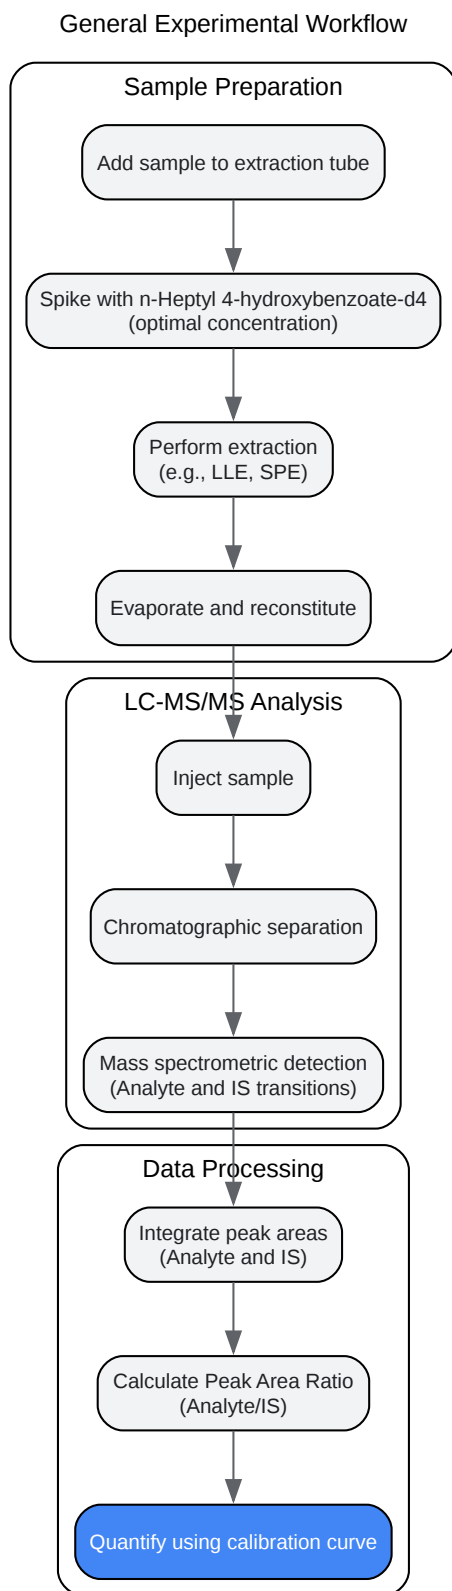 General Experimental Workflow
Sample Preparation
Add sample to extraction tube
Spike with n-Heptyl 4-hydroxybenzoate-d4
(optimal concentration)
Perform extraction
(e.g., LLE, SPE)
Evaporate and reconstitute
LC-MS/MS Analysis
Inject sample
Chromatographic separation
Mass spectrometric detection
(Analyte and IS transitions)
Data Processing
Integrate peak areas
(Analyte and IS)
Calculate Peak Area Ratio
(Analyte/IS)
Quantify using calibration curve